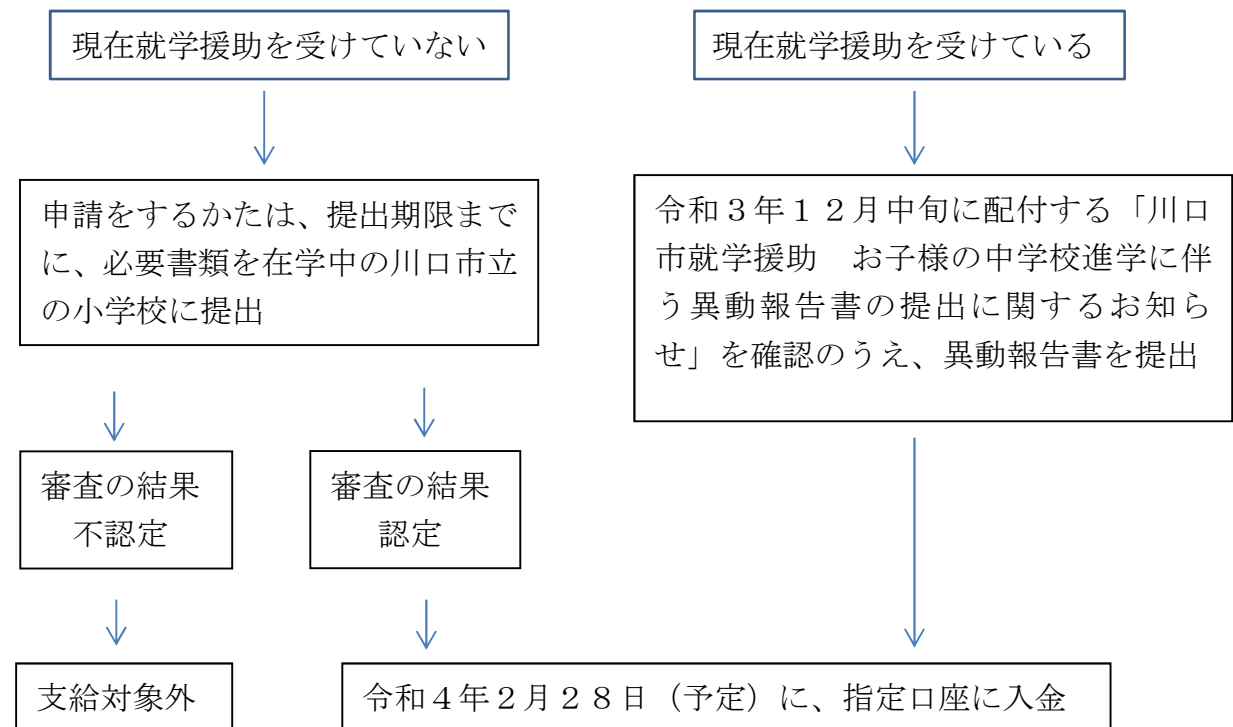 現在就学援助を受けていない
現在就学援助を受けている
申請をするかたは、提出期限まで
に、必要書類を在学中の川口市立
の小学校に提出
令和３年１２月中旬に配付する「川口
市就学援助　お子様の中学校進学に伴
う異動報告書の提出に関するお知ら
せ」を確認のうえ、異動報告書を提出
審査の結果
不認定
審査の結果
認定
支給対象外
令和４年２月２８日（予定）に、指定口座に入金